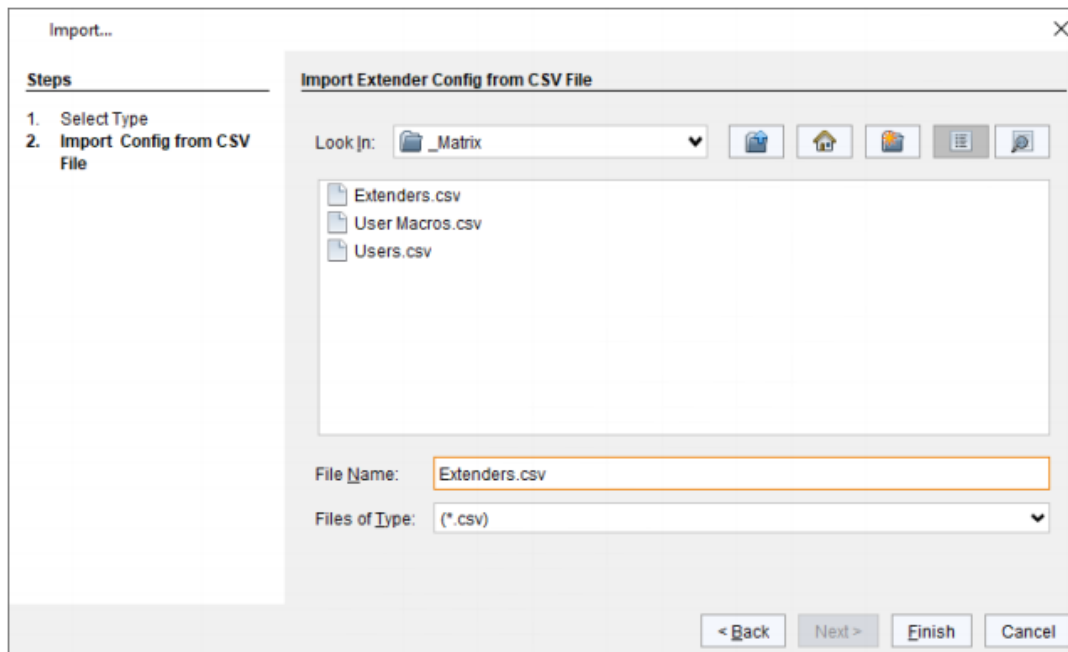 Import...
Steps
1. Select Type
2. Import Config from CSV
File
Import Extender Config from CSV File
Look In: _Matrix
Extenders.csv
User Macros.csv
Users.csv
File Name: Extenders.csv
Files of Type: (*.csv)
< Back Next > Finish Cancel